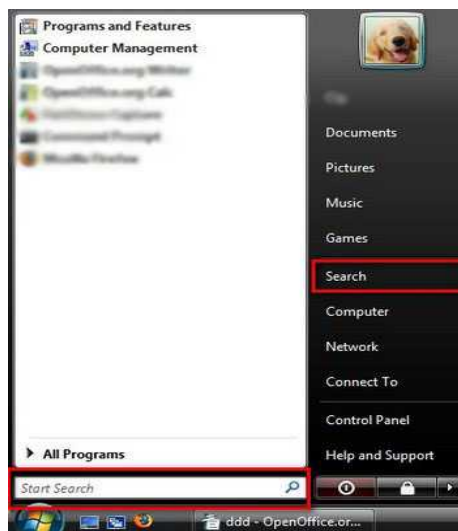 Programs and Features
Computer Management
Documents
Pictures
Music
Games
Search
Computer
Network
Connect To
Control Panel
Help and Support
All Programs
Start Search
ddd - OpenOffice.or...